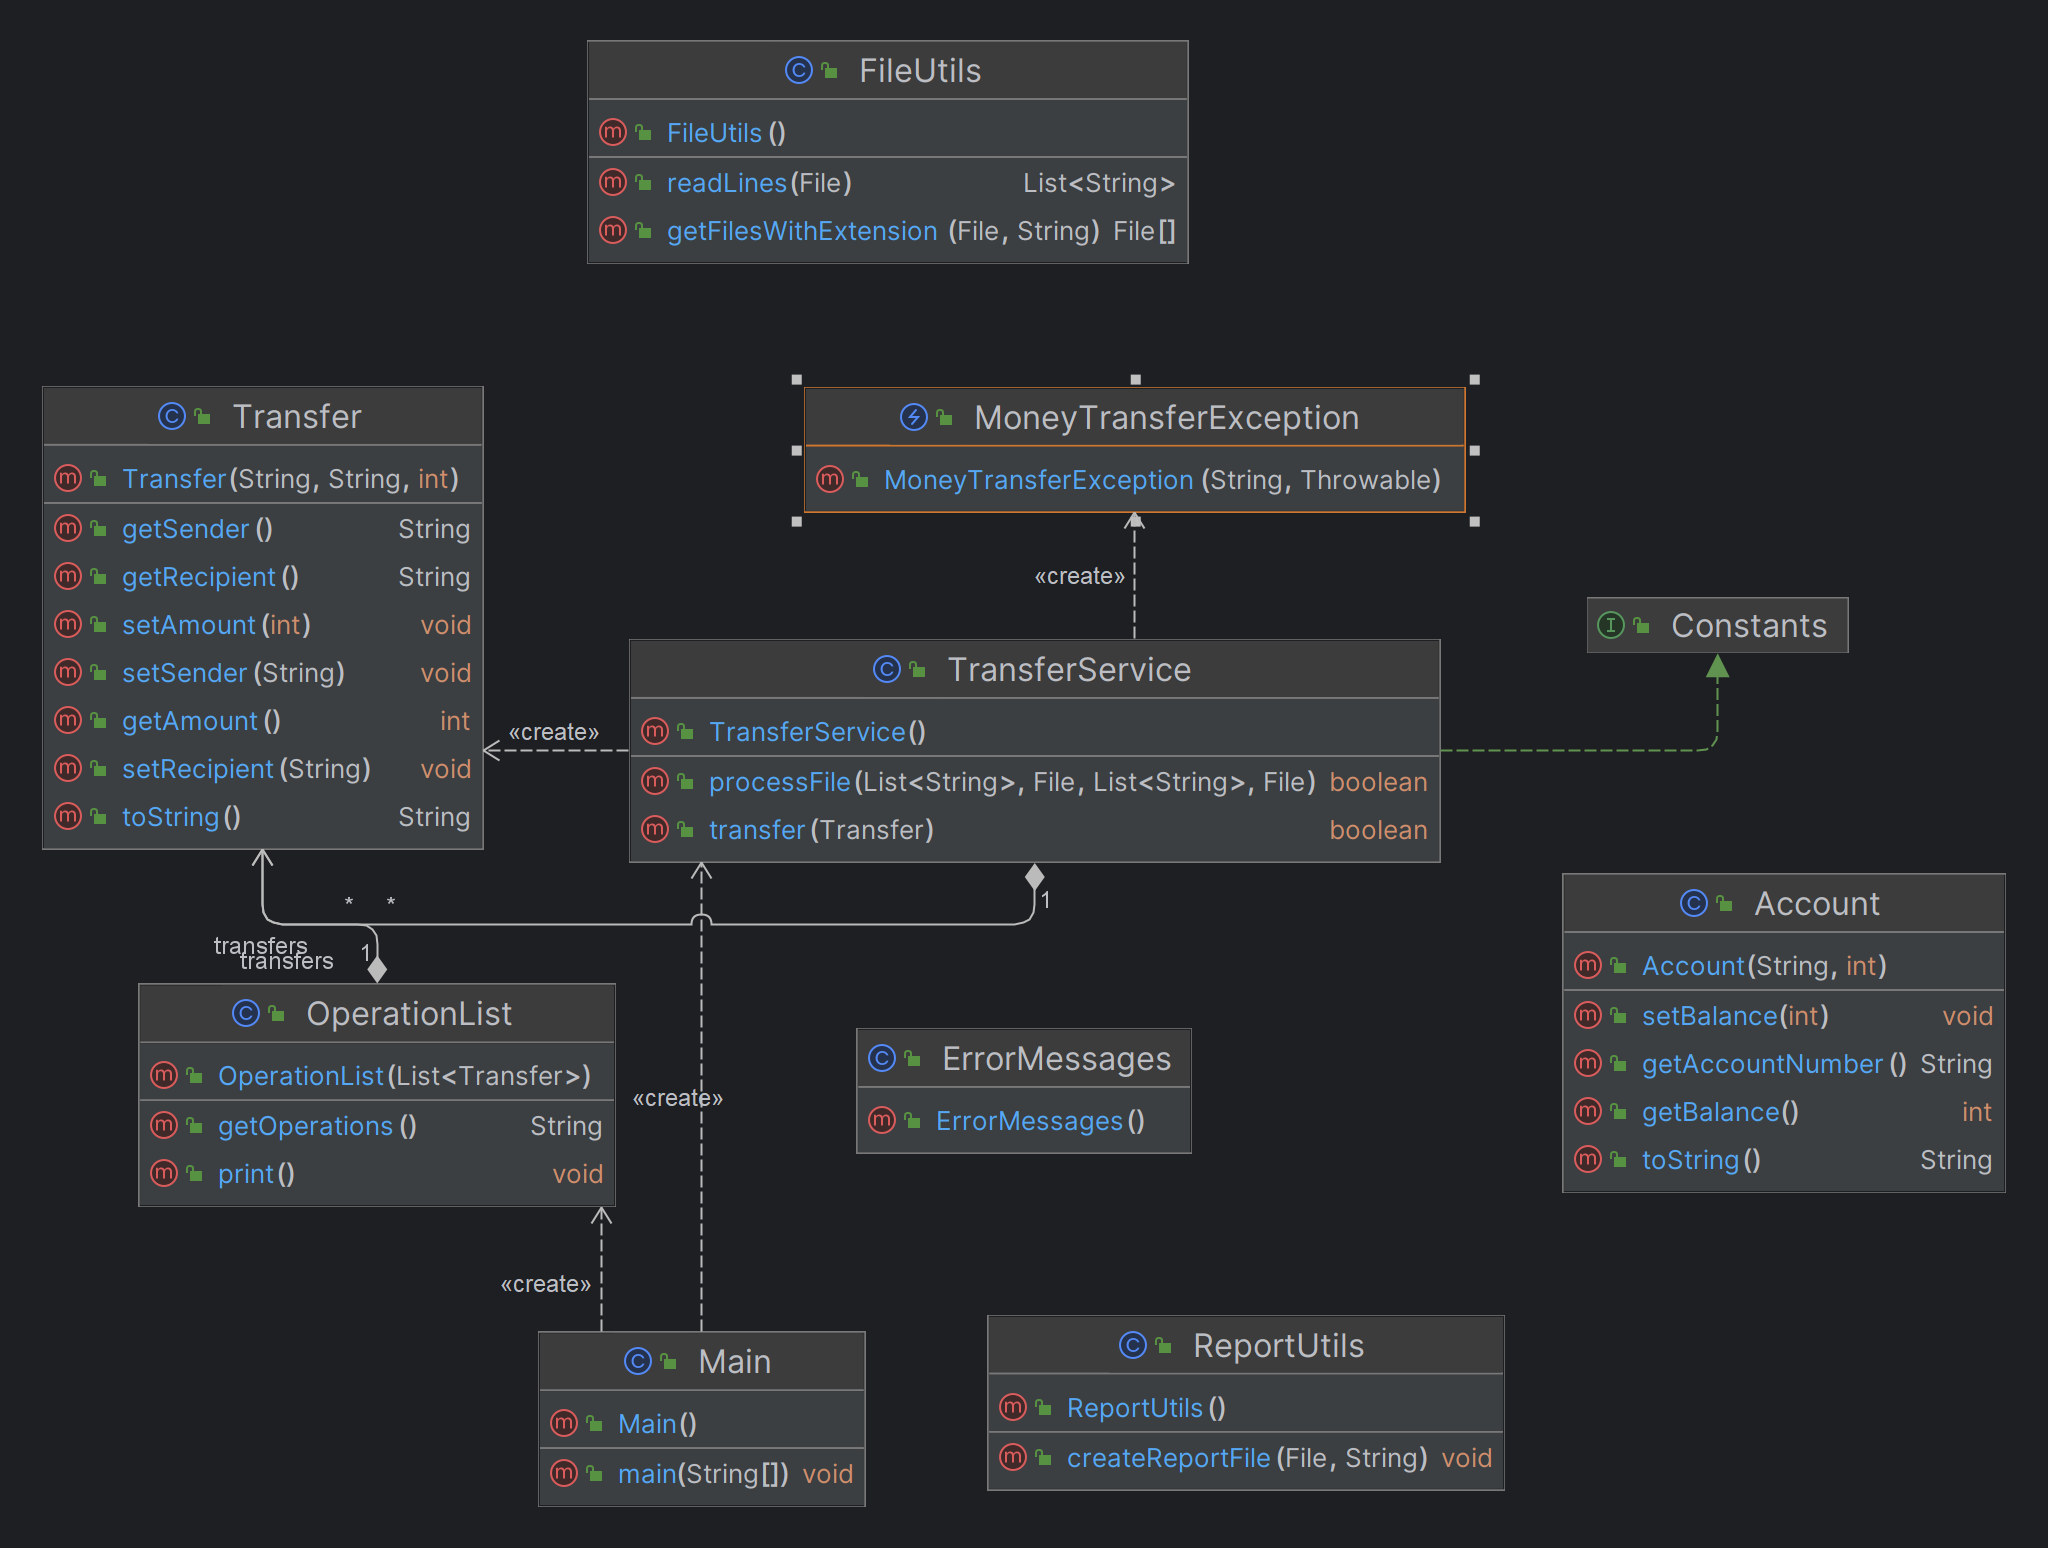 FileUtils
FileUtils()
readLines(File) List<String>
getFilesWithExtension (File, String) File[]
Transfer
Transfer(String, String, int)
getSender() String
getRecipient() String
setAmount(int) void
setSender(String) void
getAmount() int
setRecipient(String) void
toString() String
MoneyTransferException
MoneyTransferException (String, Throwable)
«create»
Constants
TransferService
TransferService()
processFile(List<String>, File, List<String>, File) boolean
transfer(Transfer) boolean
«create»
* *
1
transfers
transfers
1
OperationList
OperationList(List<Transfer>)
getOperations() String
print() void
«create»
ErrorMessages
ErrorMessages()
Account
Account(String, int)
setBalance(int) void
getAccountNumber() String
getBalance() int
toString() String
«create»
Main
Main()
main(String[]) void
ReportUtils
ReportUtils()
createReportFile(File, String) void